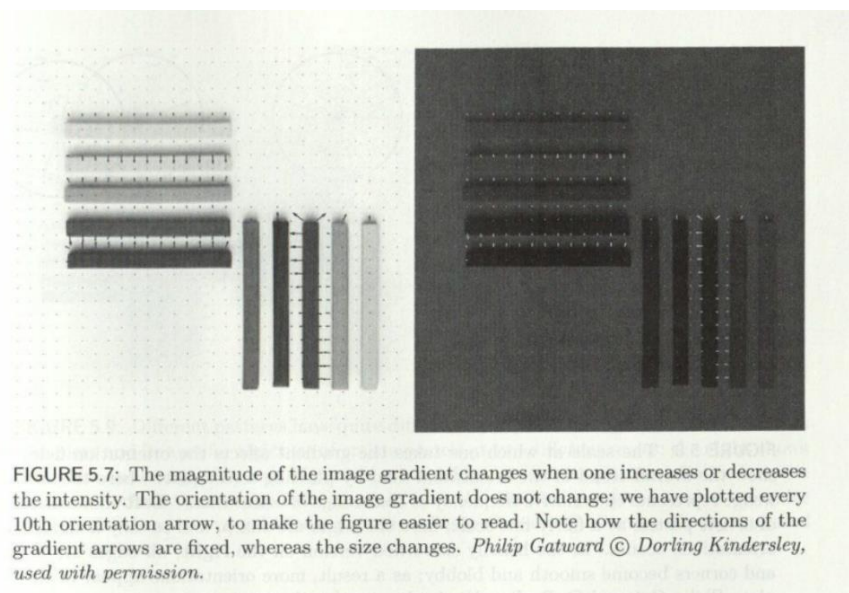 FIGURE 5.7: The magnitude of the image gradient changes when one increases or decreases
the intensity. The orientation of the image gradient does not change; we have plotted every
10th orientation arrow, to make the figure easier to read. Note how the directions of the
gradient arrows are fixed, whereas the size changes. Philip Gatward © Dorling Kindersley,
used with permission.